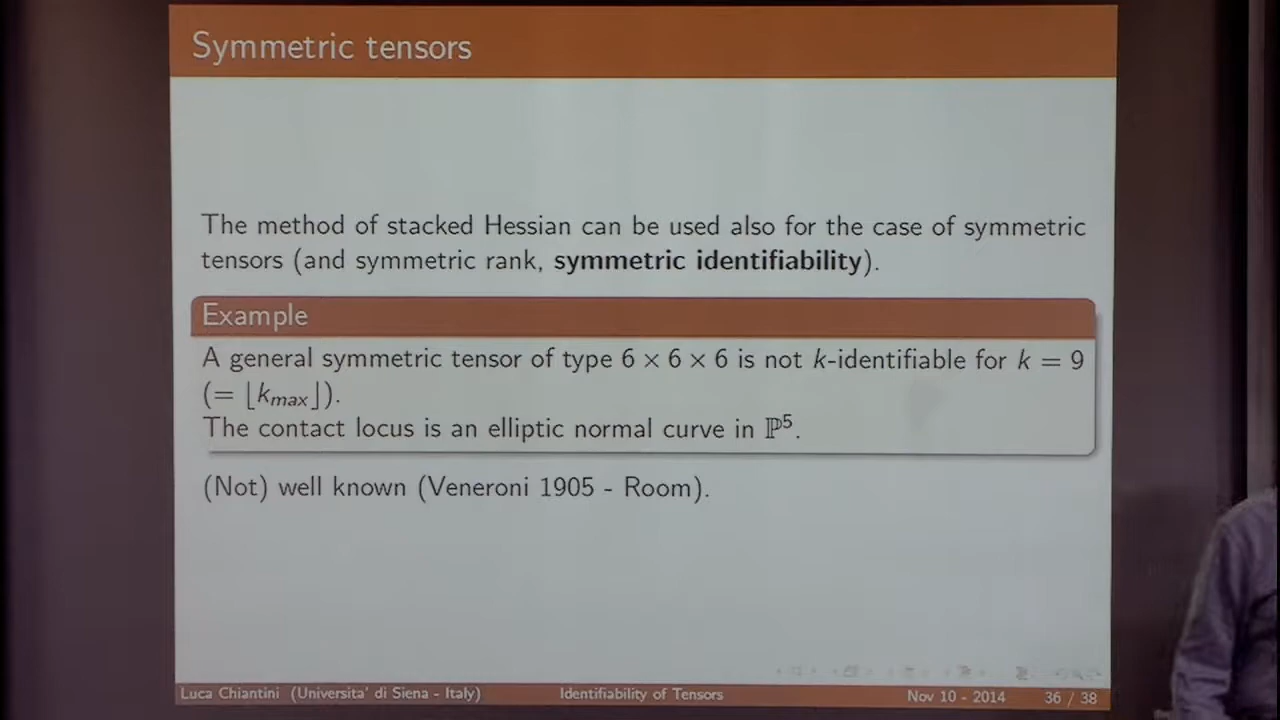 Symmetric tensors
The method of stacked Hessian can be used also for the case of symmetric
tensors (and symmetric rank, symmetric identifiability).
Example
A general symmetric tensor of type 6 × 6 × 6 is not k-identifiable for k = 9
(= ⌊kmax⌋).
The contact locus is an elliptic normal curve in ℙ⁵.
(Not) well known (Veneroni 1905 - Room).
Luca Chiantini (Universita' di Siena - Italy) Identifiability of Tensors Nov 10 - 2014 36 / 38